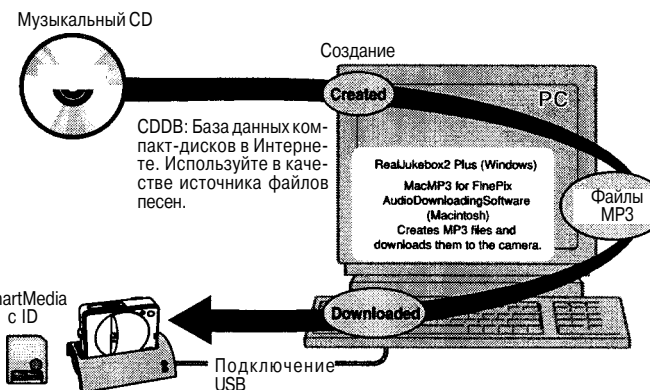 Музыкальный CD
Создание
Created
PC
CDDB: База данных ком-
пакт-дисков в Интерне-
те. Используйте в каче-
стве источника файлов
песен.
RealJukebox2 Plus (Windows)
MacMP3 for FinePix
AudioDownloadingSoftware
(Macintosh)
Creates MP3 files and
downloads them to the camera.
Файлы
MP3
artMedia
с ID
Downloaded
Подключение
USB